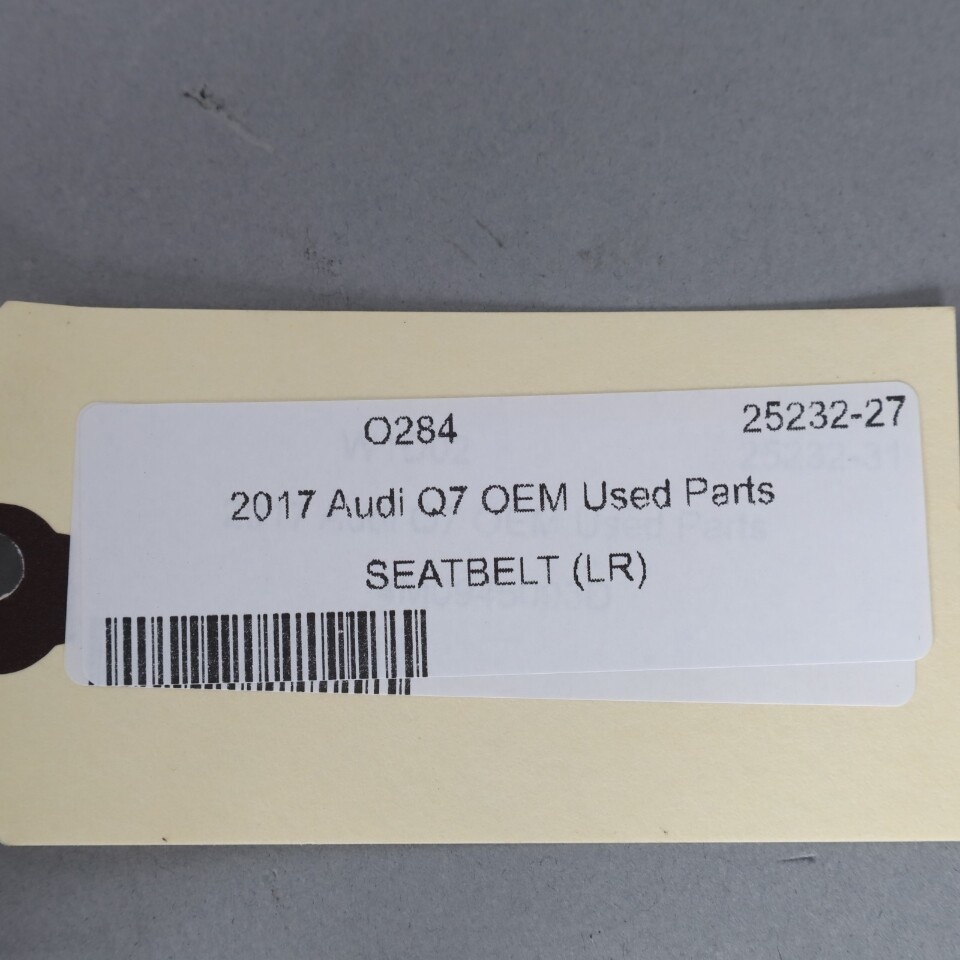 O284 25232-27
2017 Audi Q7 OEM Used Parts
SEATBELT (LR)